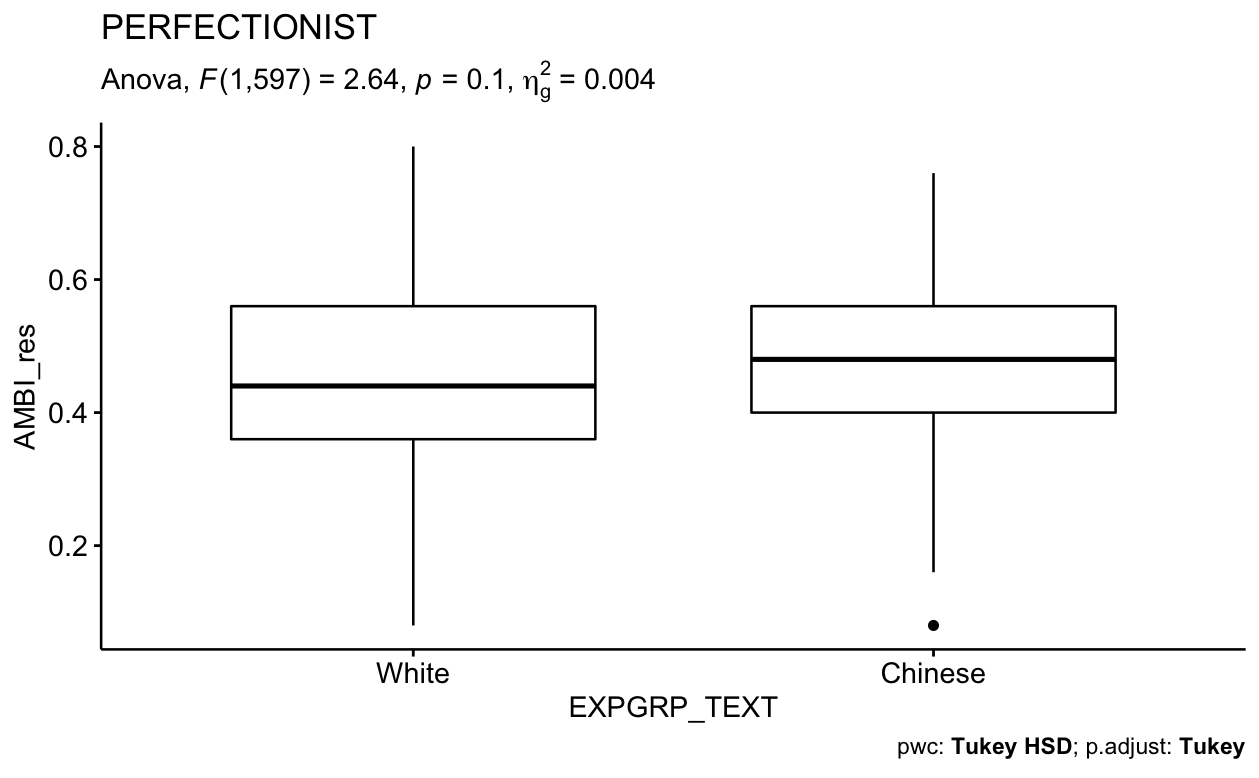 PERFECTIONIST
Anova, F(1,597) = 2.64, p = 0.1, η²g = 0.004
0.8
0.6
0.4
0.2
AMBI_res
White
Chinese
EXPGRP_TEXT
pwc: Tukey HSD; p.adjust: Tukey